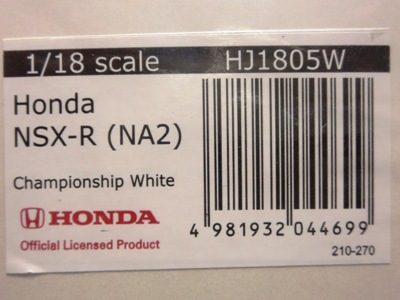 1/18 scale HJ1805W
Honda
NSX-R (NA2)
Championship White
HONDA
Official Licensed Product
4 981932 044699
210-270